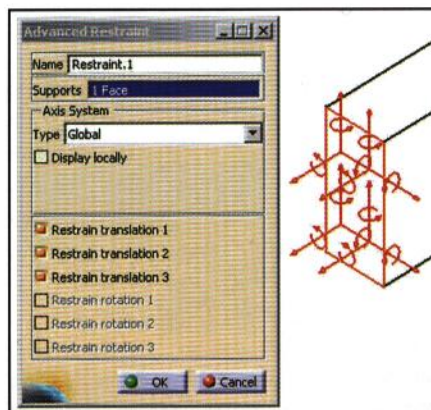 Advanced Restraint
Name Restraint.1
Supports 1 Face
Axis System
Type Global
Display locally
Restrain translation 1
Restrain translation 2
Restrain translation 3
Restrain rotation 1
Restrain rotation 2
Restrain rotation 3
OK Cancel